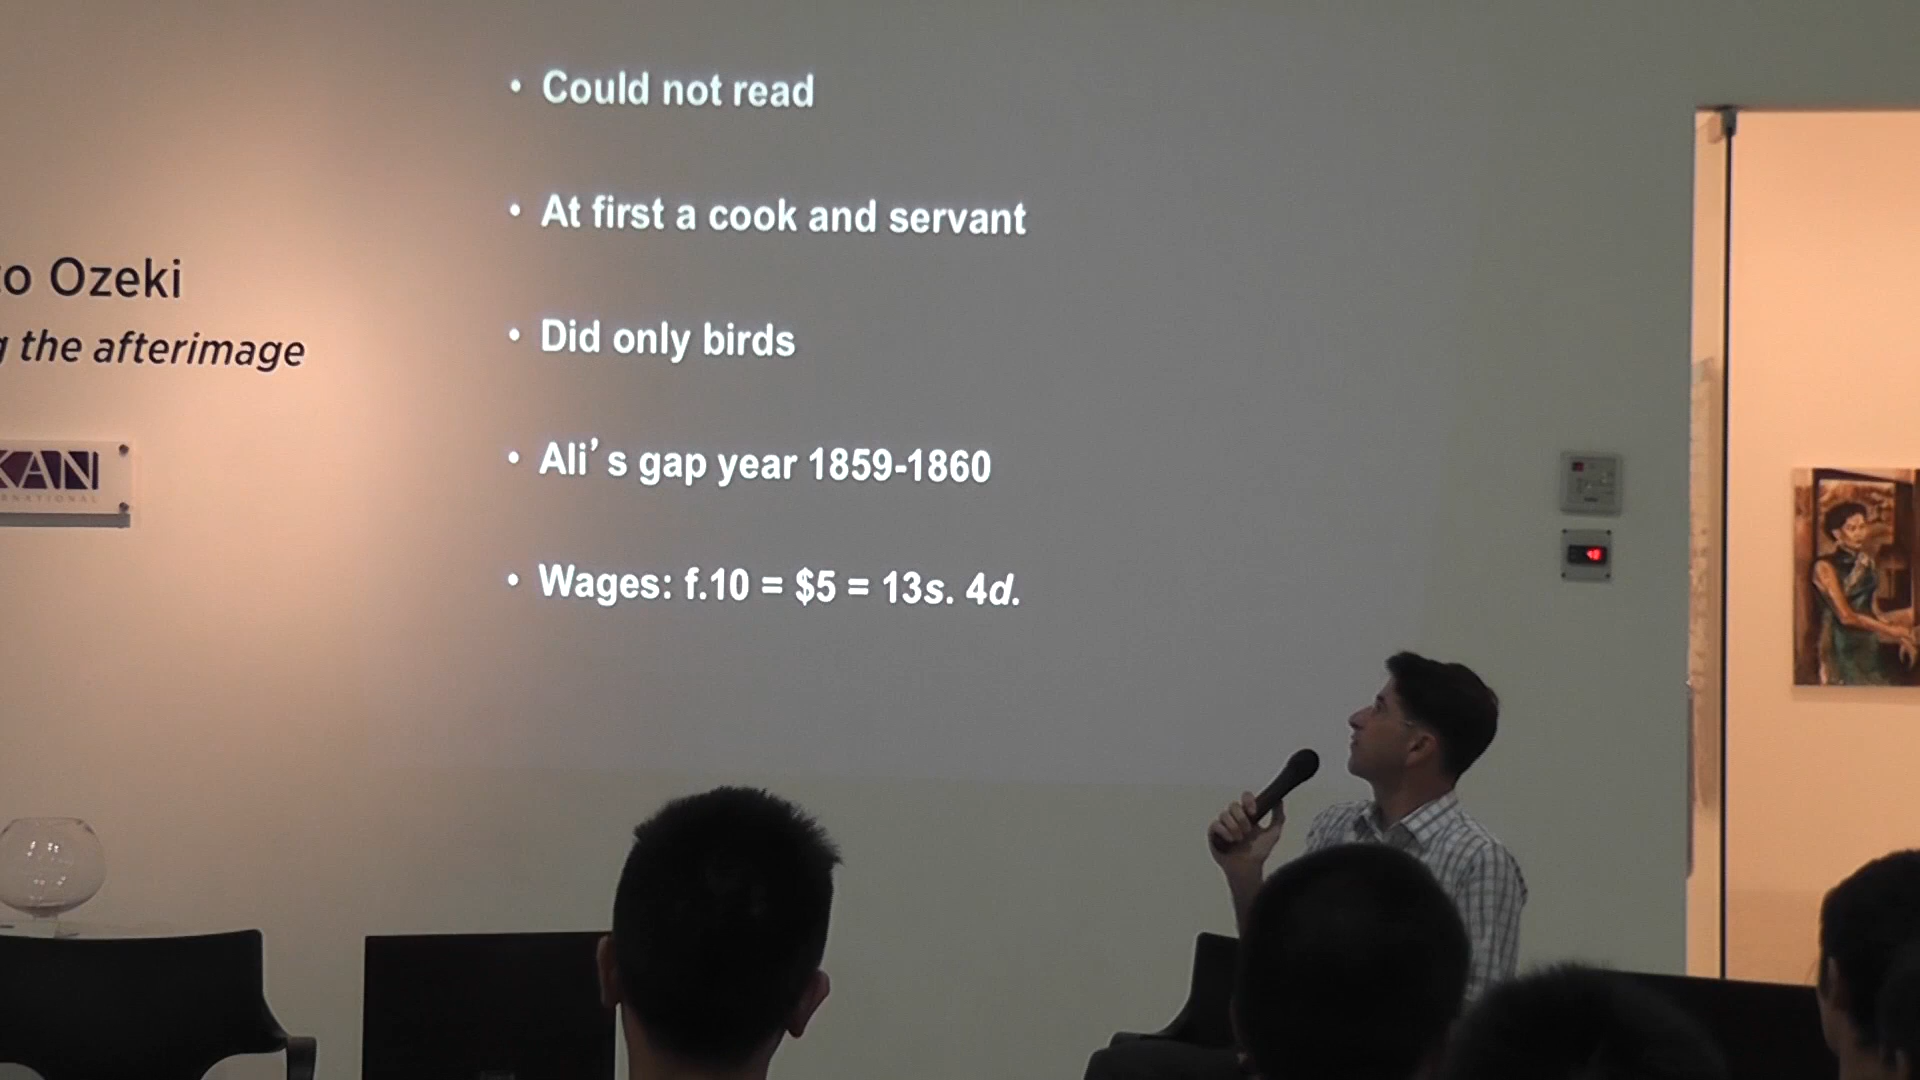 • Could not read
• At first a cook and servant
• Did only birds
• Ali's gap year 1859-1860
• Wages: f.10 = $5 = 13s. 4d.
to Ozeki
the afterimage
KAN